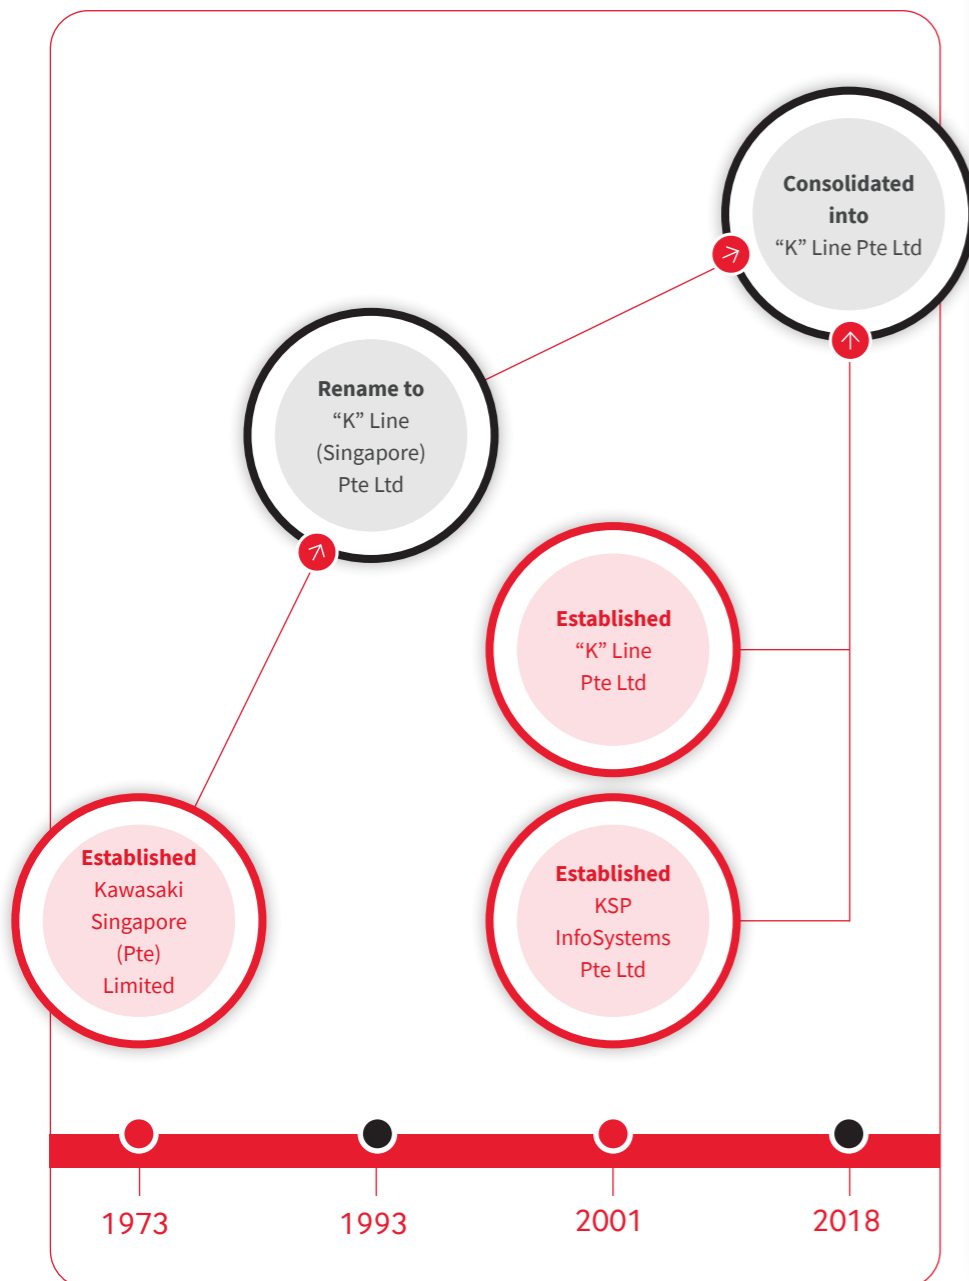 Consolidated
into
“K” Line Pte Ltd
Rename to
“K” Line
(Singapore)
Pte Ltd
Established
“K” Line
Pte Ltd
Established
Kawasaki
Singapore
(Pte)
Limited
Established
KSP
InfoSystems
Pte Ltd
1973
1993
2001
2018